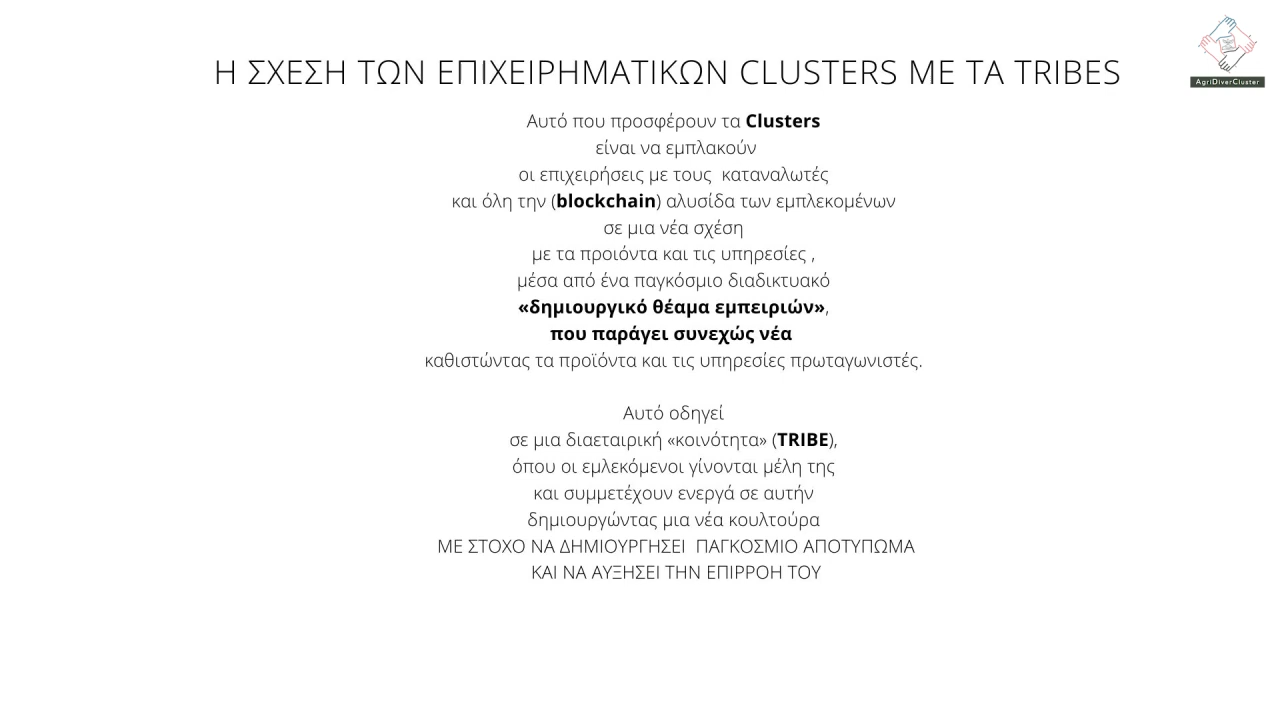 Η ΣΧΕΣΗ ΤΩΝ ΕΠΙΧΕΙΡΗΜΑΤΙΚΩΝ CLUSTERS ΜΕ ΤΑ TRIBES
AgriDiverCluster
Αυτό που προσφέρουν τα Clusters
είναι να εμπλακούν
οι επιχειρήσεις με τους  καταναλωτές
και όλη την (blockchain) αλυσίδα των εμπλεκομένων
σε μια νέα σχέση
με τα προιόντα και τις υπηρεσίες ,
μέσα από ένα παγκόσμιο διαδικτυακό
«δημιουργικό θέαμα εμπειριών»,
που παράγει συνεχώς νέα
καθιστώντας τα προϊόντα και τις υπηρεσίες πρωταγωνιστές.
Αυτό οδηγεί
σε μια διαεταιρική «κοινότητα» (TRIBE),
όπου οι εμλεκόμενοι γίνονται μέλη της
και συμμετέχουν ενεργά σε αυτήν
δημιουργώντας μια νέα κουλτούρα
ΜΕ ΣΤΟΧΟ ΝΑ ΔΗΜΙΟΥΡΓΗΣΕΙ  ΠΑΓΚΟΣΜΙΟ ΑΠΟΤΥΠΩΜΑ
ΚΑΙ ΝΑ ΑΥΞΗΣΕΙ ΤΗΝ ΕΠΙΡΡΟΗ ΤΟΥ